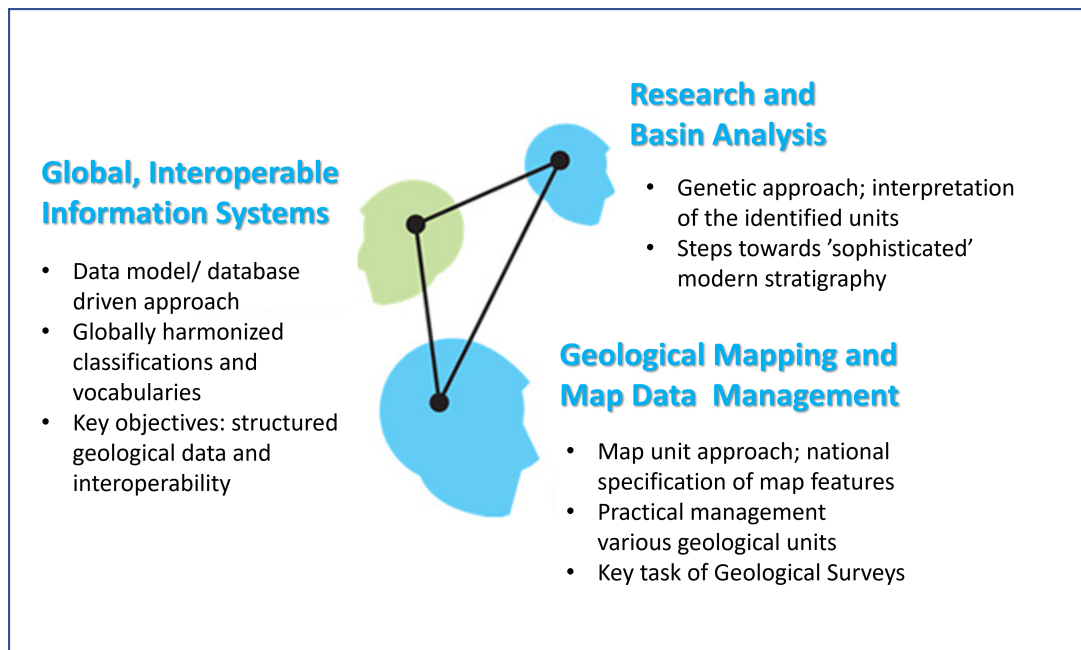 Global, Interoperable
Information Systems
• Data model/ database
driven approach
• Globally harmonized
classifications and
vocabularies
• Key objectives: structured
geological data and
interoperability
Research and
Basin Analysis
• Genetic approach; interpretation
of the identified units
• Steps towards ’sophisticated’
modern stratigraphy
Geological Mapping and
Map Data  Management
• Map unit approach; national
specification of map features
• Practical management
various geological units
• Key task of Geological Surveys